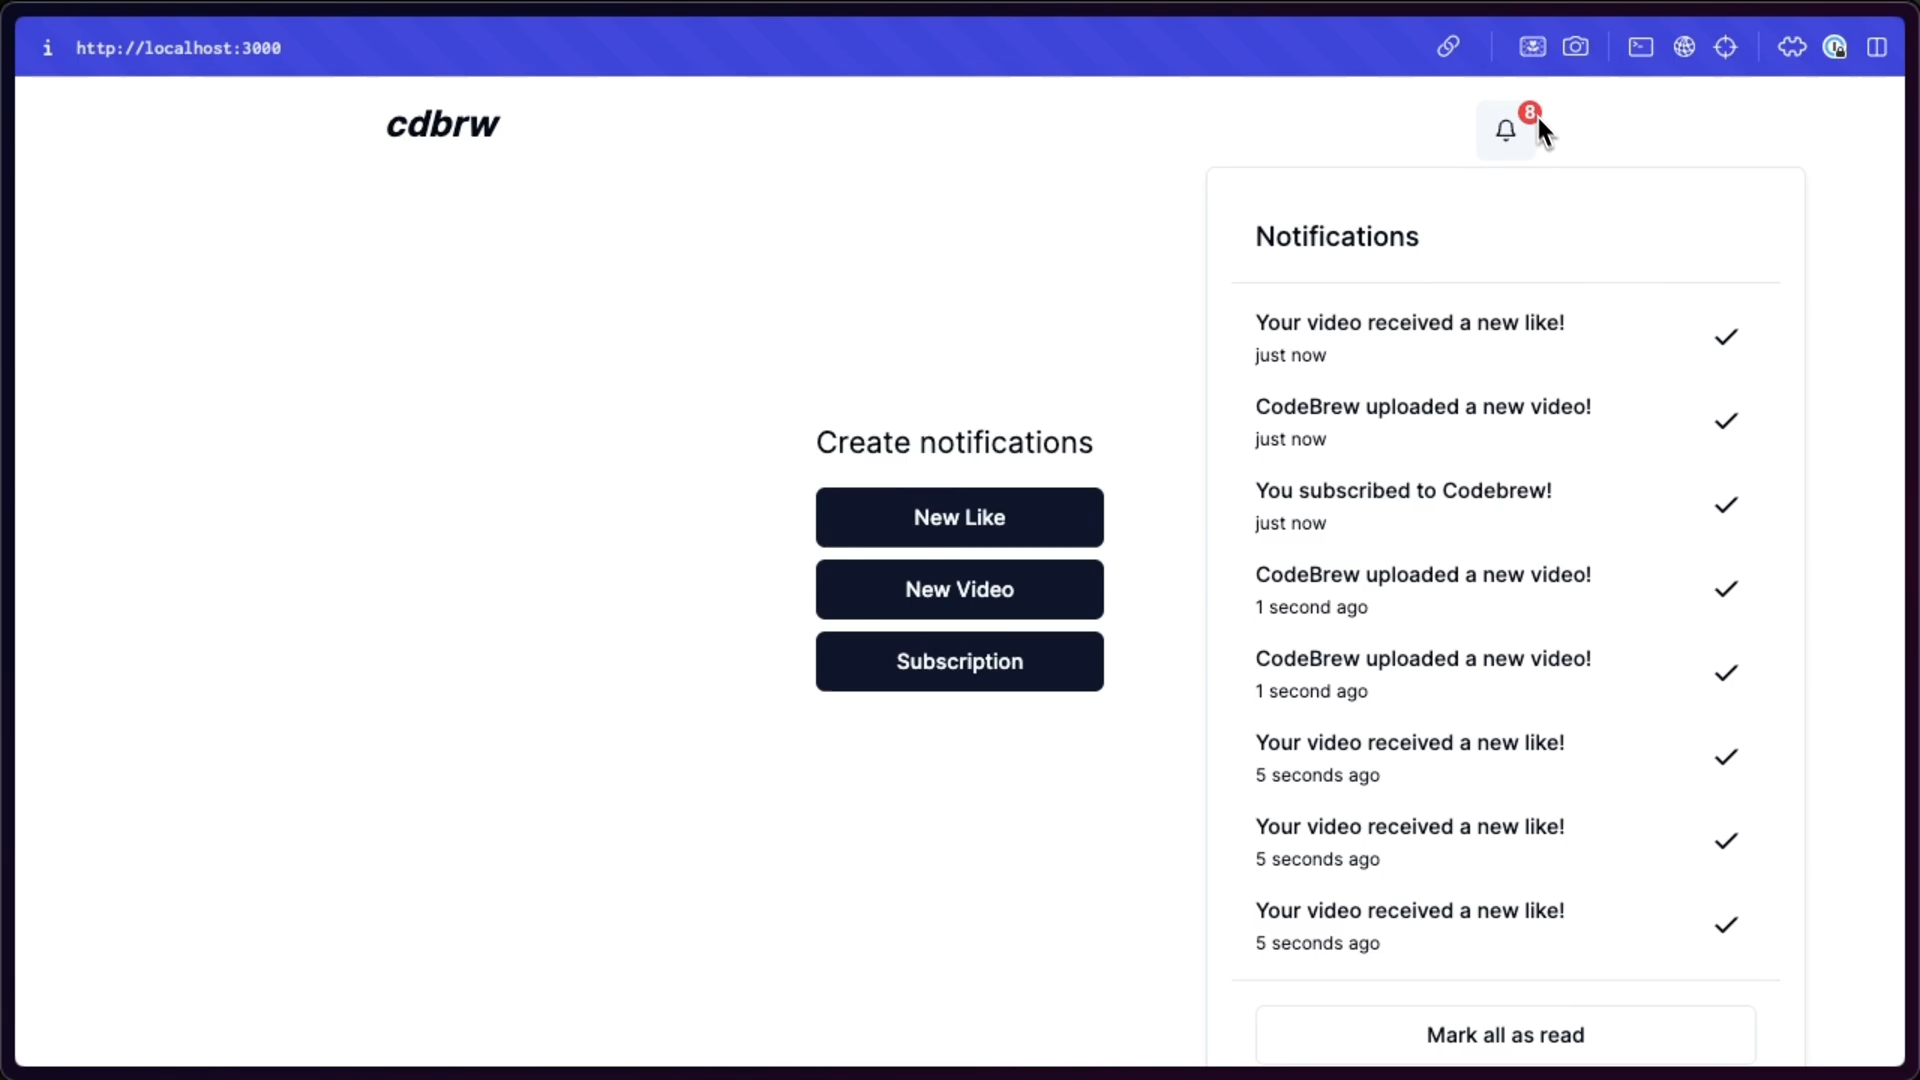 http://localhost:3000
cdbrw
8
Notifications
Your video received a new like!
just now
CodeBrew uploaded a new video!
just now
You subscribed to Codebrew!
just now
CodeBrew uploaded a new video!
1 second ago
CodeBrew uploaded a new video!
1 second ago
Your video received a new like!
5 seconds ago
Your video received a new like!
5 seconds ago
Your video received a new like!
5 seconds ago
Mark all as read
Create notifications
New Like
New Video
Subscription